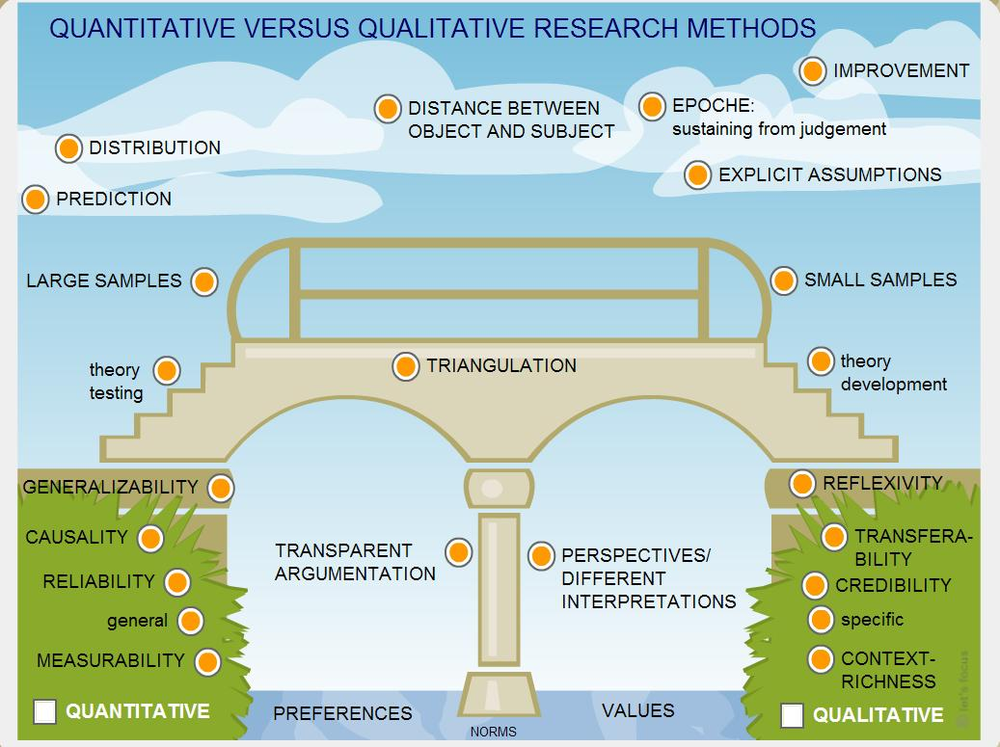 QUANTITATIVE VERSUS QUALITATIVE RESEARCH METHODS
IMPROVEMENT
DISTANCE BETWEEN
OBJECT AND SUBJECT
EPOCHE:
sustaining from judgement
DISTRIBUTION
EXPLICIT ASSUMPTIONS
PREDICTION
LARGE SAMPLES
SMALL SAMPLES
theory
testing
TRIANGULATION
theory
development
GENERALIZABILITY
REFLEXIVITY
CAUSALITY
TRANSPARENT
ARGUMENTATION
PERSPECTIVES/
DIFFERENT
INTERPRETATIONS
TRANSFERA-
BILITY
RELIABILITY
CREDIBILITY
general
specific
MEASURABILITY
CONTEXT-
RICHNESS
QUANTITATIVE
PREFERENCES
NORMS
VALUES
QUALITATIVE
© let's focus